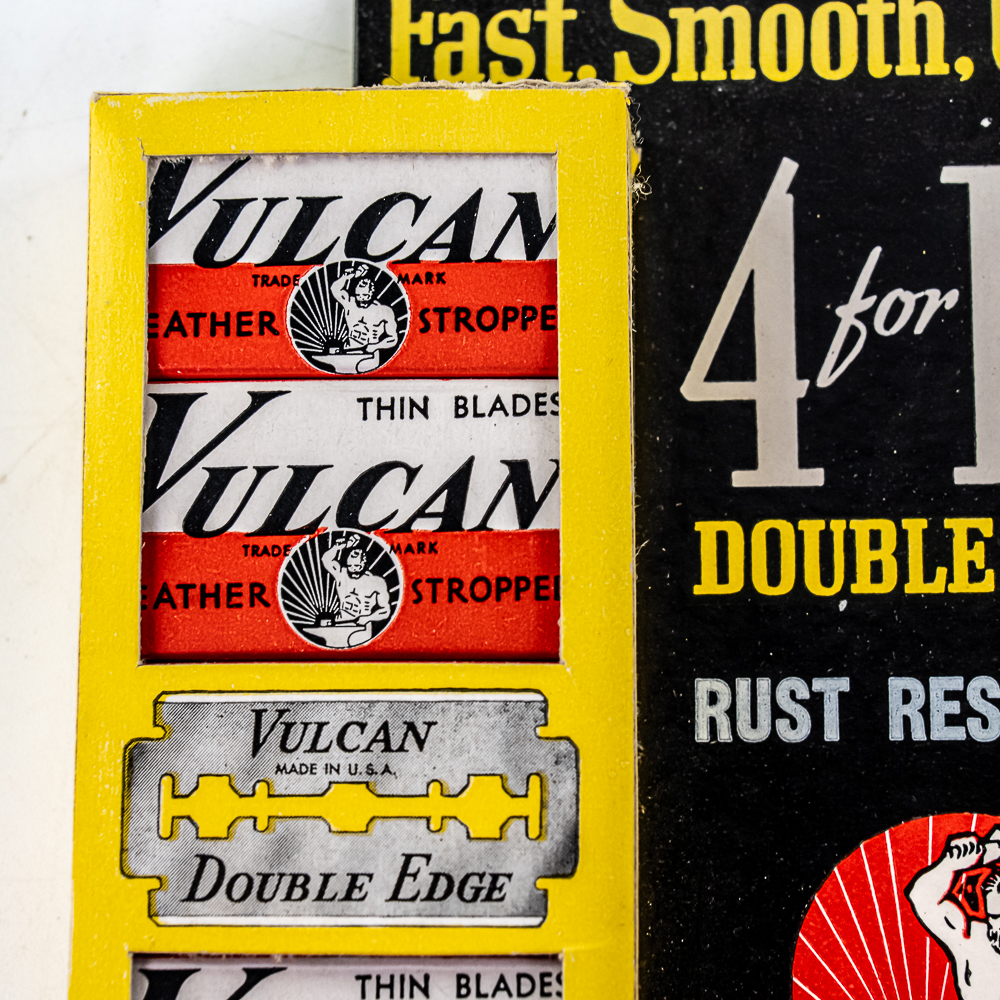 Fast, Smooth,
4 for
DOUBLE
RUST RES
VULCAN
TRADE MARK
EATHER STROPPE
THIN BLADES
VULCAN
TRADE MARK
EATHER STROPPE
VULCAN
MADE IN U.S.A.
DOUBLE EDGE
THIN BLADES